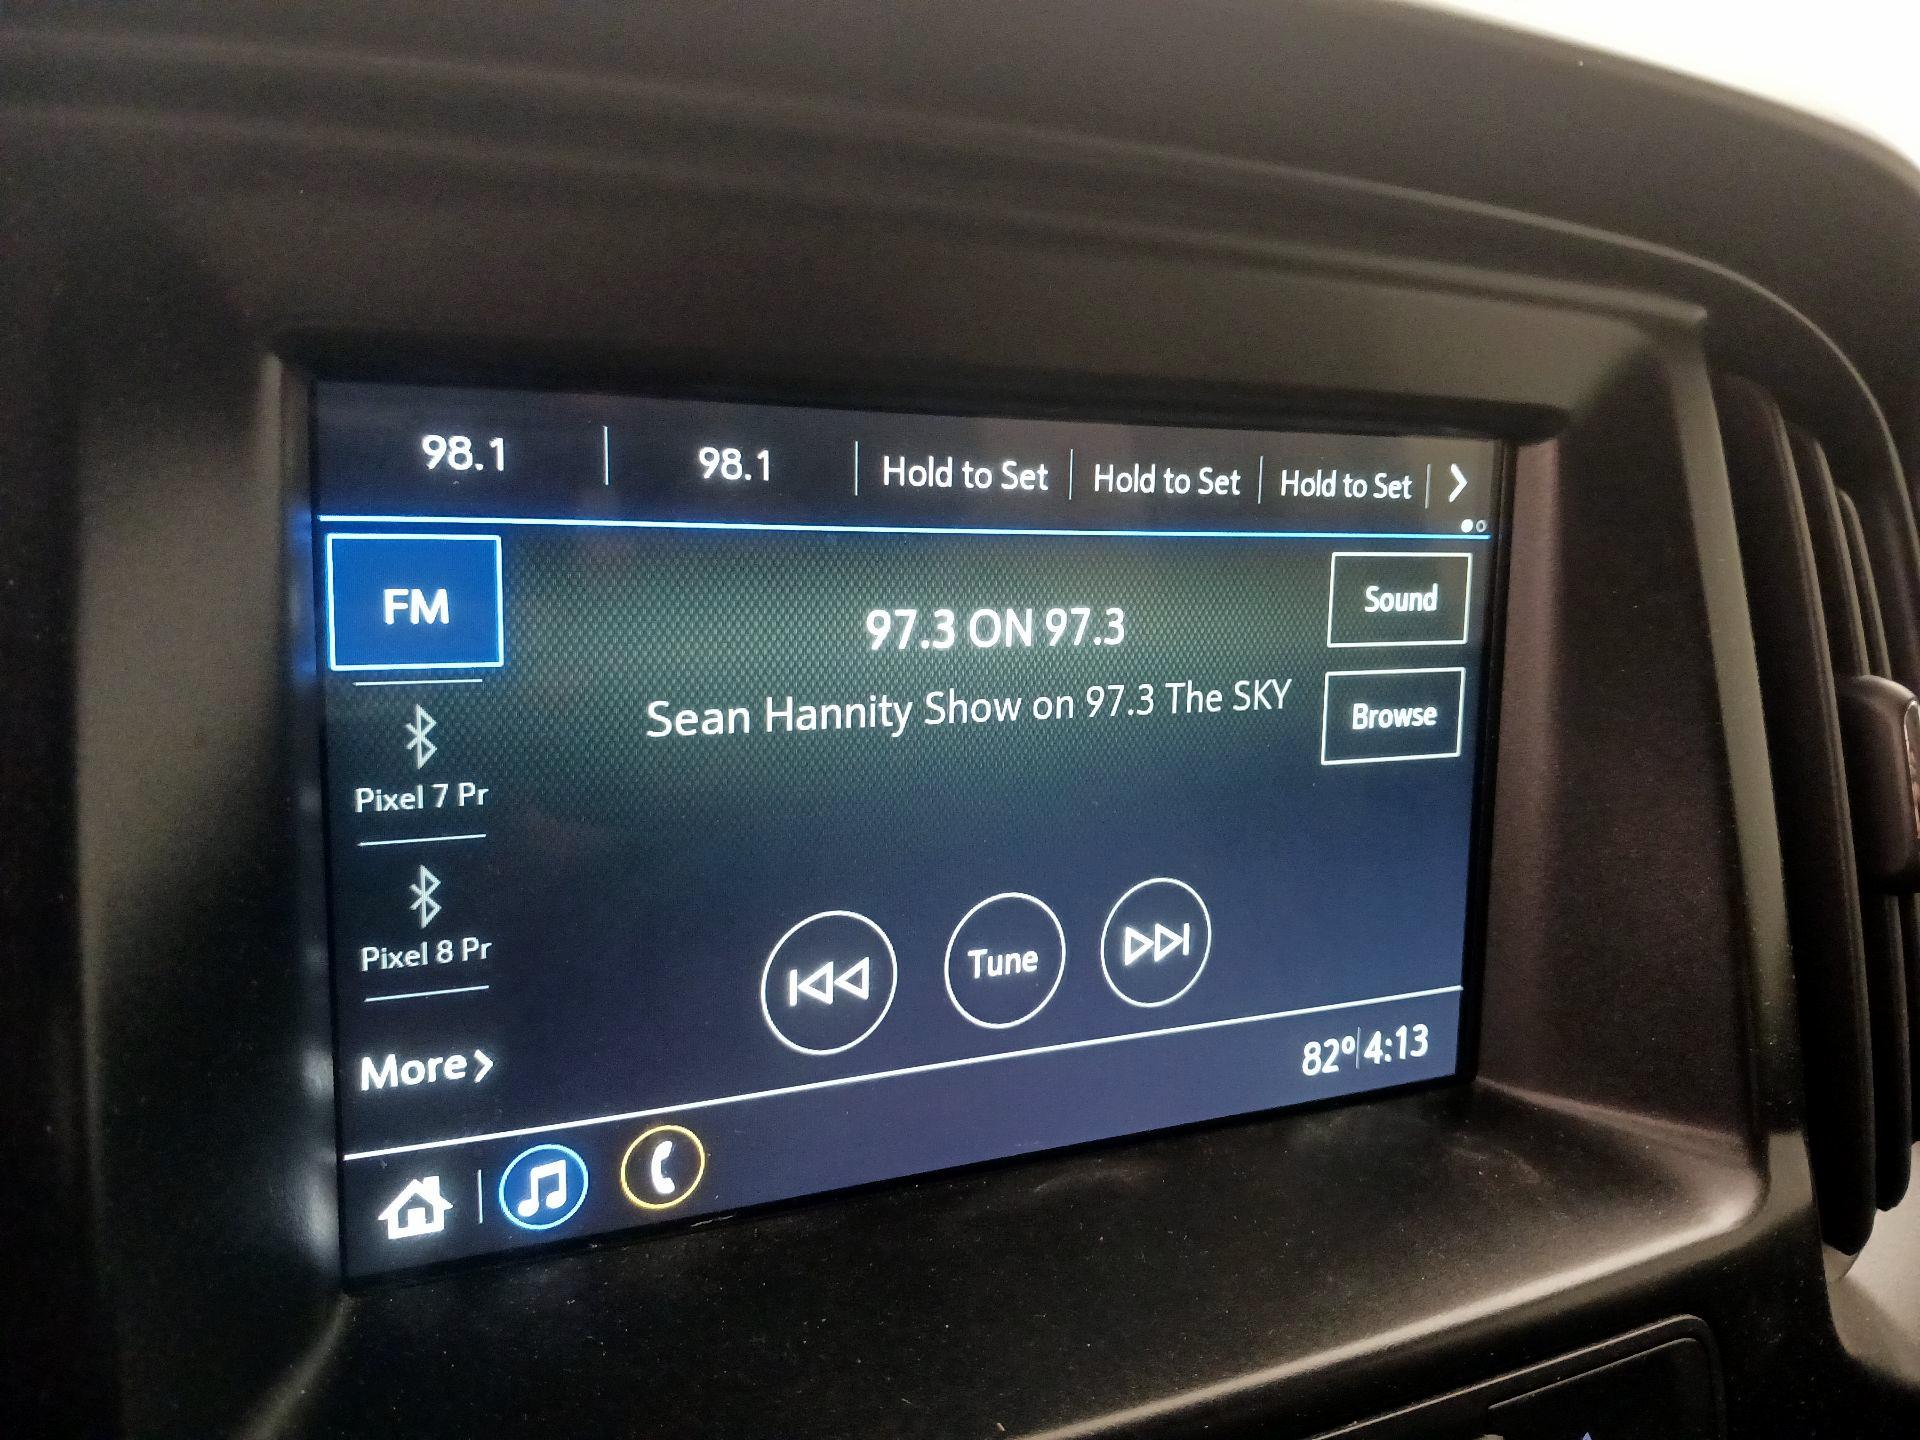 98.1
98.1
Hold to Set
Hold to Set
Hold to Set
FM
97.3 ON 97.3
Sound
Sean Hannity Show on 97.3 The SKY
Browse
Pixel 7 Pr
Pixel 8 Pr
Tune
More
82° 4:13